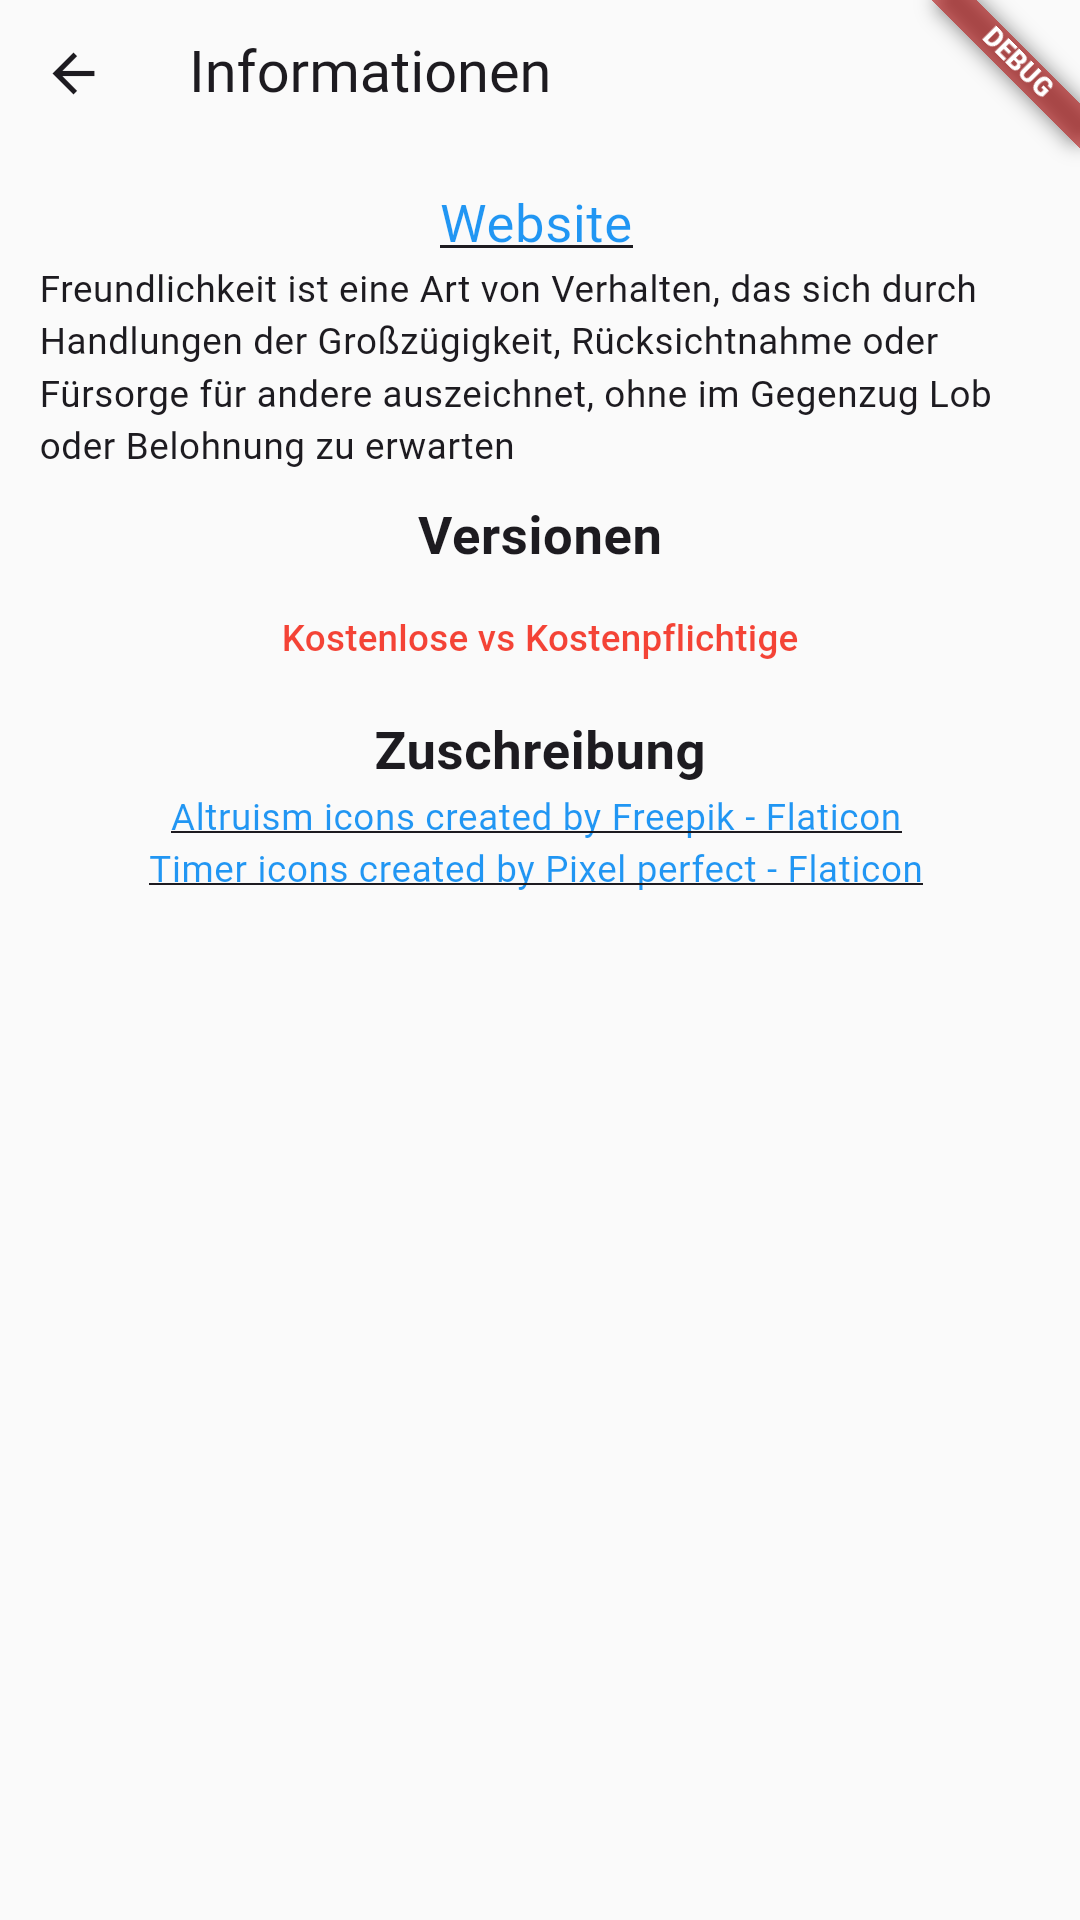 Informationen
DEBUG
Website
Freundlichkeit ist eine Art von Verhalten, das sich durch
Handlungen der Großzügigkeit, Rücksichtnahme oder
Fürsorge für andere auszeichnet, ohne im Gegenzug Lob
oder Belohnung zu erwarten
Versionen
Kostenlose vs Kostenpflichtige
Zuschreibung
Altruism icons created by Freepik - Flaticon
Timer icons created by Pixel perfect - Flaticon